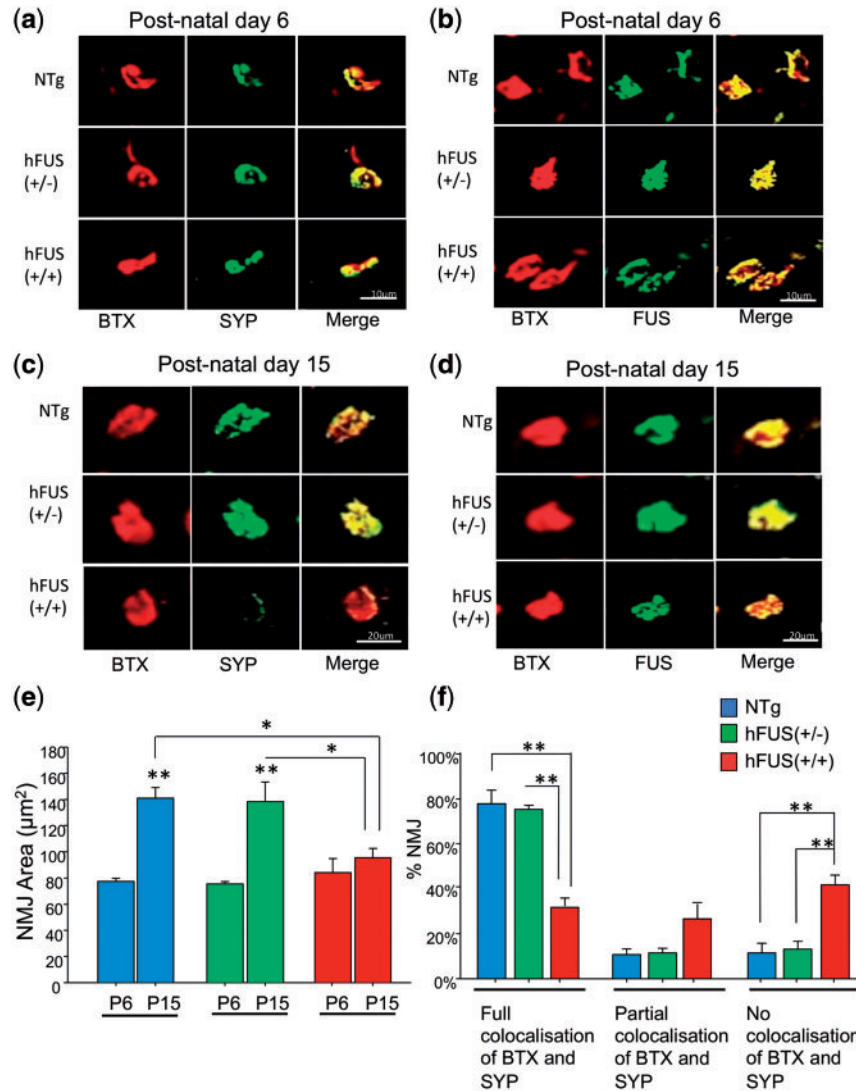 (a) Post-natal day 6
NTg
hFUS
(+/-)
hFUS
(+/+)
10um
BTX SYP Merge
(b) Post-natal day 6
NTg
hFUS
(+/-)
hFUS
(+/+)
10um
BTX FUS Merge
(c) Post-natal day 15
NTg
hFUS
(+/-)
hFUS
(+/+)
20um
BTX SYP Merge
(d) Post-natal day 15
NTg
hFUS
(+/-)
hFUS
(+/+)
20um
BTX FUS Merge
(e)
NMJ Area (µm²)
180
160
140
120
100
80
60
40
20
0
*
*
**
**
P6 P15 P6 P15 P6 P15
(f)
NTg
hFUS(+/-)
hFUS(+/+)
% NMJ
100%
80%
60%
40%
20%
0%
**
**
**
**
Full
colocalisation
of BTX and
SYP
Partial
colocalisation
of BTX and
SYP
No
colocalisation
of BTX and
SYP